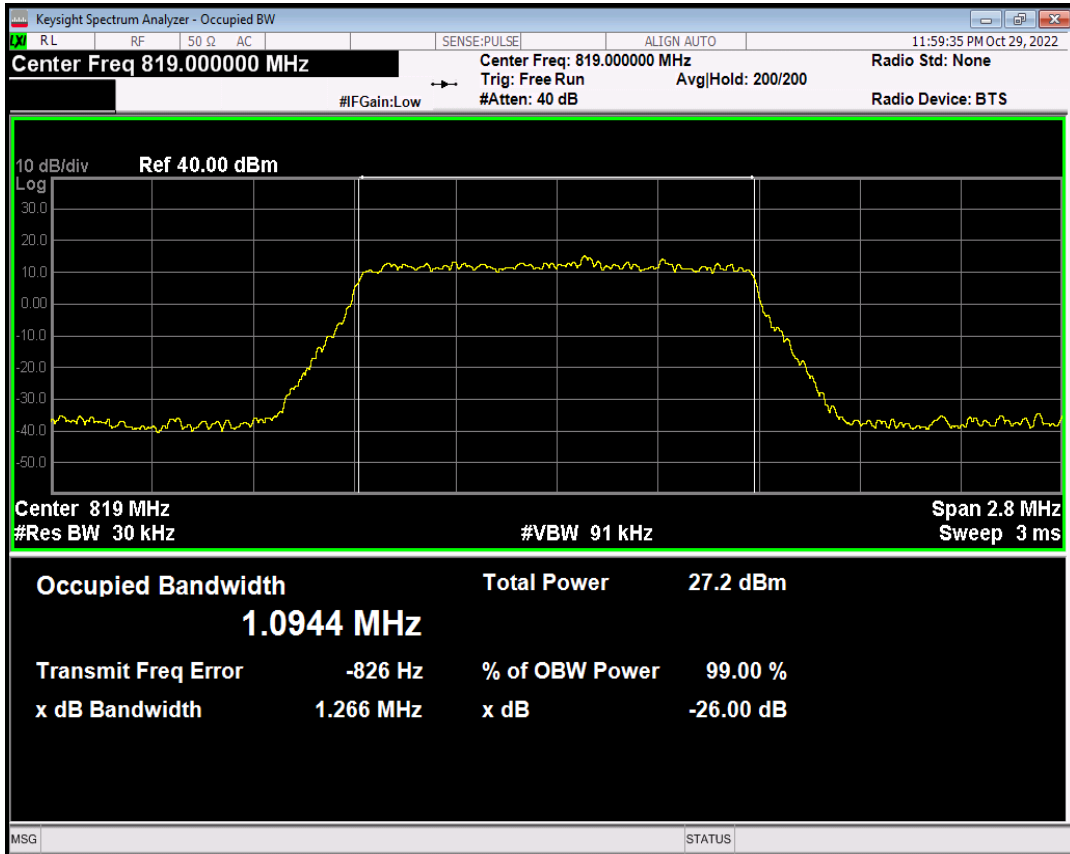 Keysight Spectrum Analyzer - Occupied BW
LXI RL RF 50 Ω AC SENSE:PULSE ALIGN AUTO 11:59:35 PM Oct 29, 2022
Center Freq 819.000000 MHz
Center Freq: 819.000000 MHz
Radio Std: None
Trig: Free Run Avg|Hold: 200/200
#IFGain:Low
#Atten: 40 dB
Radio Device: BTS
10 dB/div Ref 40.00 dBm
Log
30.0
20.0
10.0
0.00
-10.0
-20.0
-30.0
-40.0
-50.0
Center 819 MHz Span 2.8 MHz
#Res BW 30 kHz #VBW 91 kHz Sweep 3 ms
Occupied Bandwidth Total Power 27.2 dBm
1.0944 MHz
Transmit Freq Error -826 Hz % of OBW Power 99.00 %
x dB Bandwidth 1.266 MHz x dB -26.00 dB
MSG STATUS